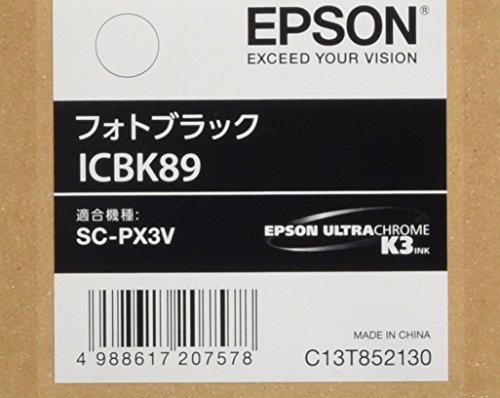 EPSON®
EXCEED YOUR VISION
フォトブラック
ICBK89
適合機種:
SC-PX3V
EPSON ULTRACHROME
K3 INK
4 988617 207578
MADE IN CHINA
C13T852130